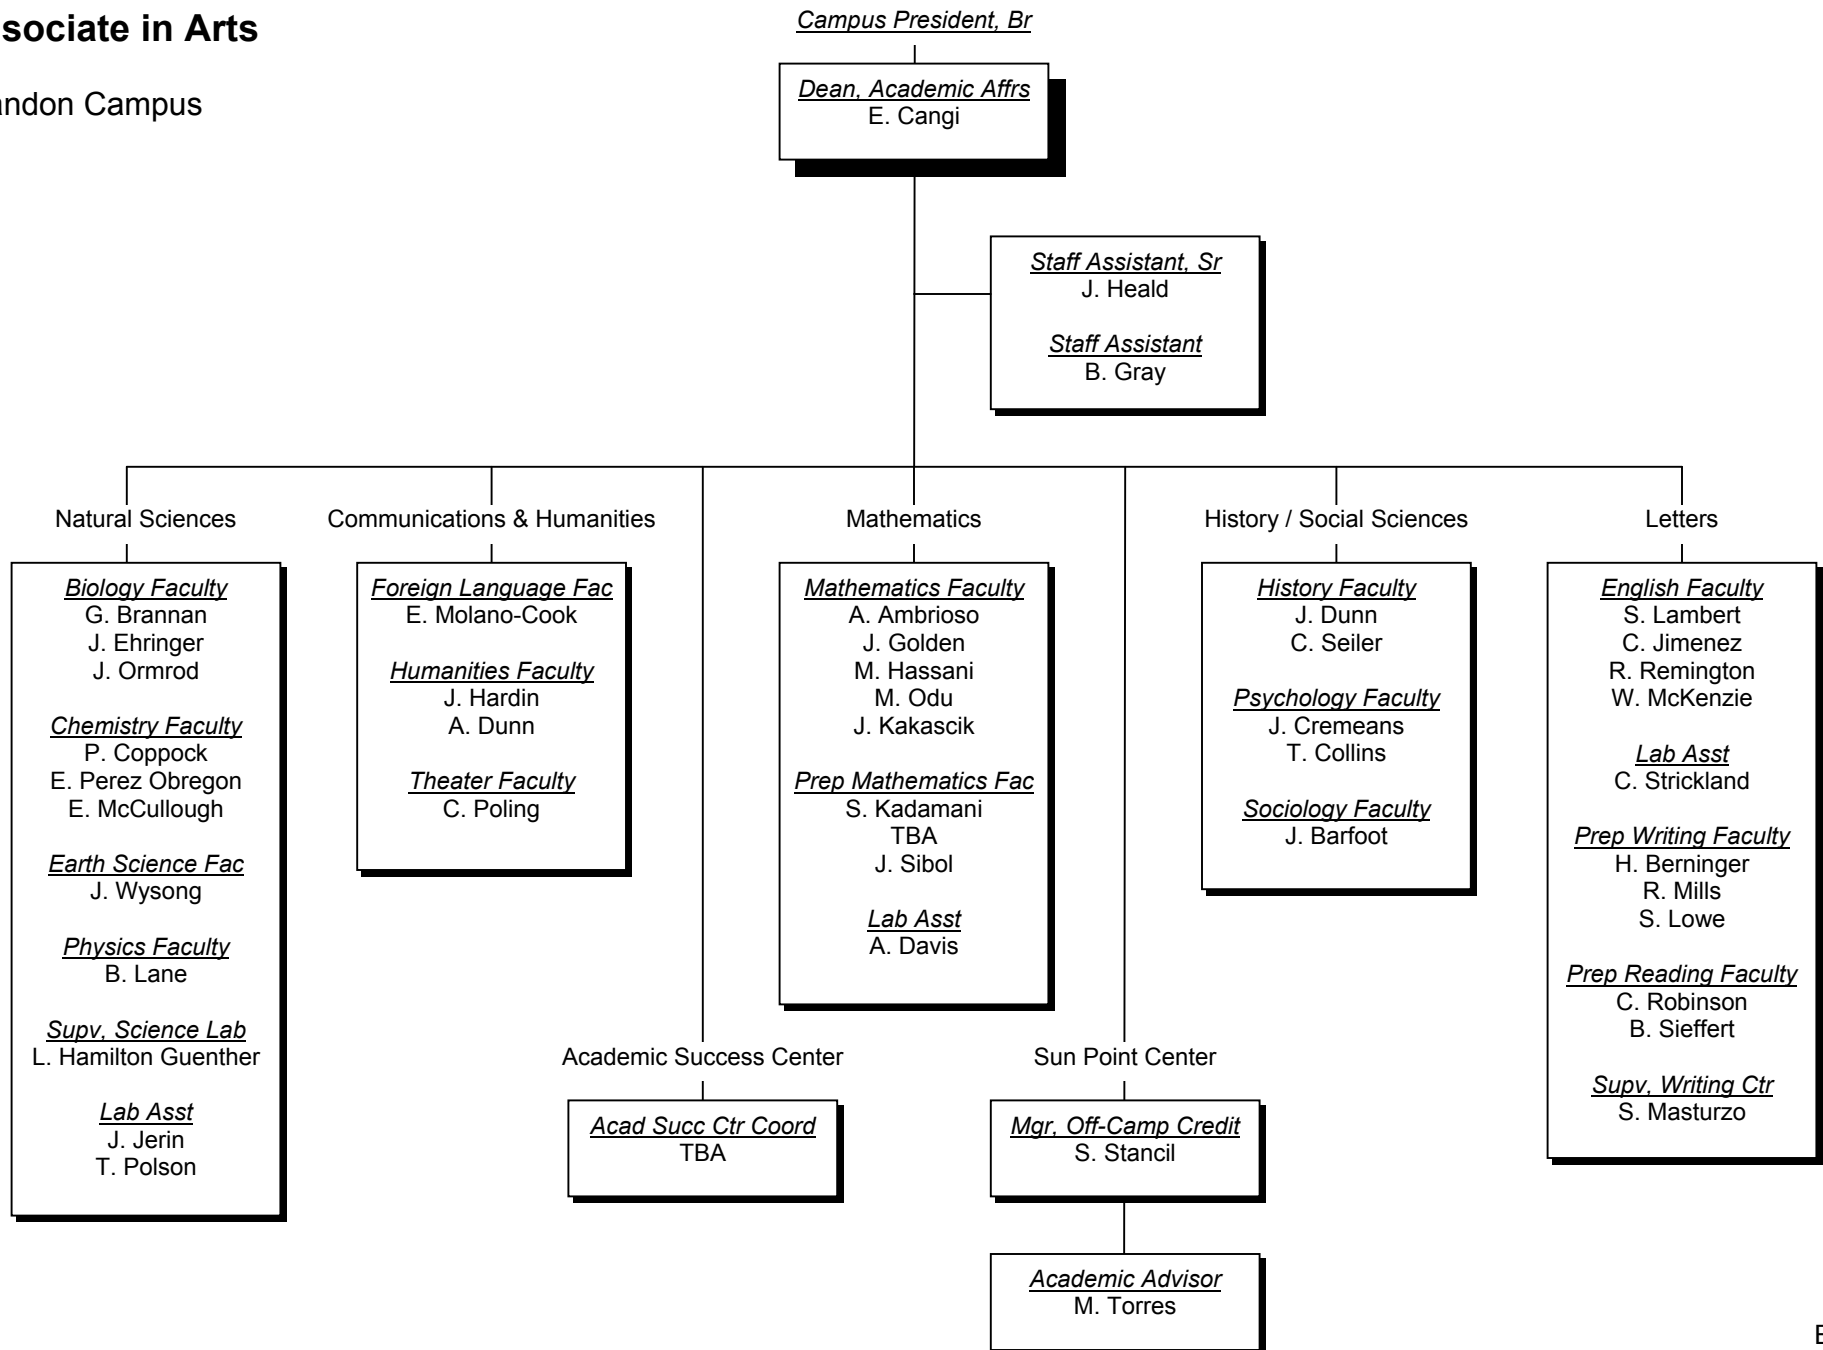 sociate in Arts
andon Campus
Campus President, Br
Dean, Academic Affrs
E. Cangi
Staff Assistant, Sr
J. Heald
Staff Assistant
B. Gray
Natural Sciences
Biology Faculty
G. Brannan
J. Ehringer
J. Ormrod
Chemistry Faculty
P. Coppock
E. Perez Obregon
E. McCullough
Earth Science Fac
J. Wysong
Physics Faculty
B. Lane
Supv, Science Lab
L. Hamilton Guenther
Lab Asst
J. Jerin
T. Polson
Communications & Humanities
Foreign Language Fac
E. Molano-Cook
Humanities Faculty
J. Hardin
A. Dunn
Theater Faculty
C. Poling
Academic Success Center
Acad Succ Ctr Coord
TBA
Mathematics
Mathematics Faculty
A. Ambrioso
J. Golden
M. Hassani
M. Odu
J. Kakascik
Prep Mathematics Fac
S. Kadamani
TBA
J. Sibol
Lab Asst
A. Davis
Sun Point Center
Mgr, Off-Camp Credit
S. Stancil
Academic Advisor
M. Torres
History / Social Sciences
History Faculty
J. Dunn
C. Seiler
Psychology Faculty
J. Cremeans
T. Collins
Sociology Faculty
J. Barfoot
Letters
English Faculty
S. Lambert
C. Jimenez
R. Remington
W. McKenzie
Lab Asst
C. Strickland
Prep Writing Faculty
H. Berninger
R. Mills
S. Lowe
Prep Reading Faculty
C. Robinson
B. Sieffert
Supv, Writing Ctr
S. Masturzo